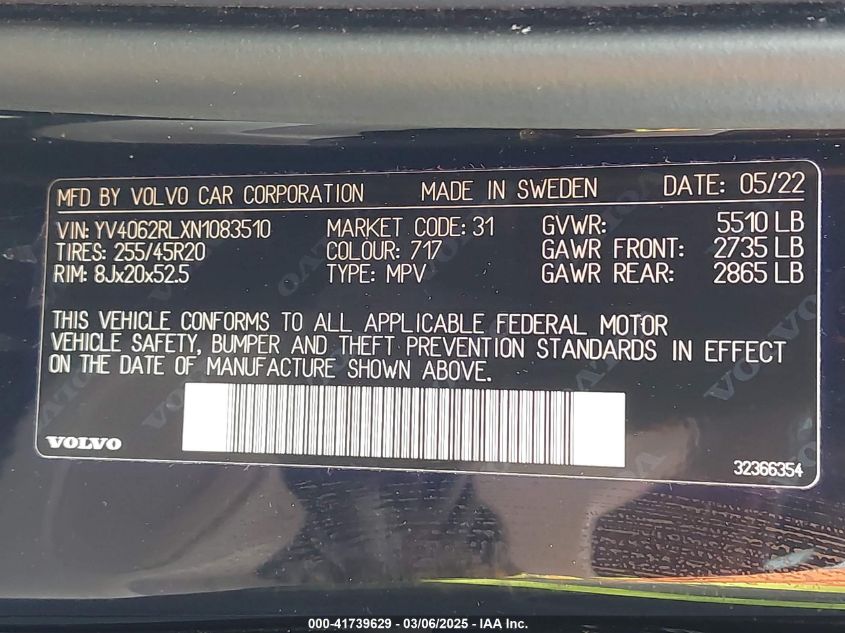 MFD BY VOLVO CAR CORPORATION MADE IN SWEDEN DATE: 05/22
VIN: YV4062RLXN1083510 MARKET CODE: 31 GVWR: 5510 LB
TIRES: 255/45R20 COLOUR: 717 GAWR FRONT: 2735 LB
RIM: 8Jx20x52.5 TYPE: MPV GAWR REAR: 2865 LB
THIS VEHICLE CONFORMS TO ALL APPLICABLE FEDERAL MOTOR
VEHICLE SAFETY, BUMPER AND THEFT PREVENTION STANDARDS IN EFFECT
ON THE DATE OF MANUFACTURE SHOWN ABOVE.
VOLVO
32366354
000-41739629 - 03/06/2025 - IAA Inc.